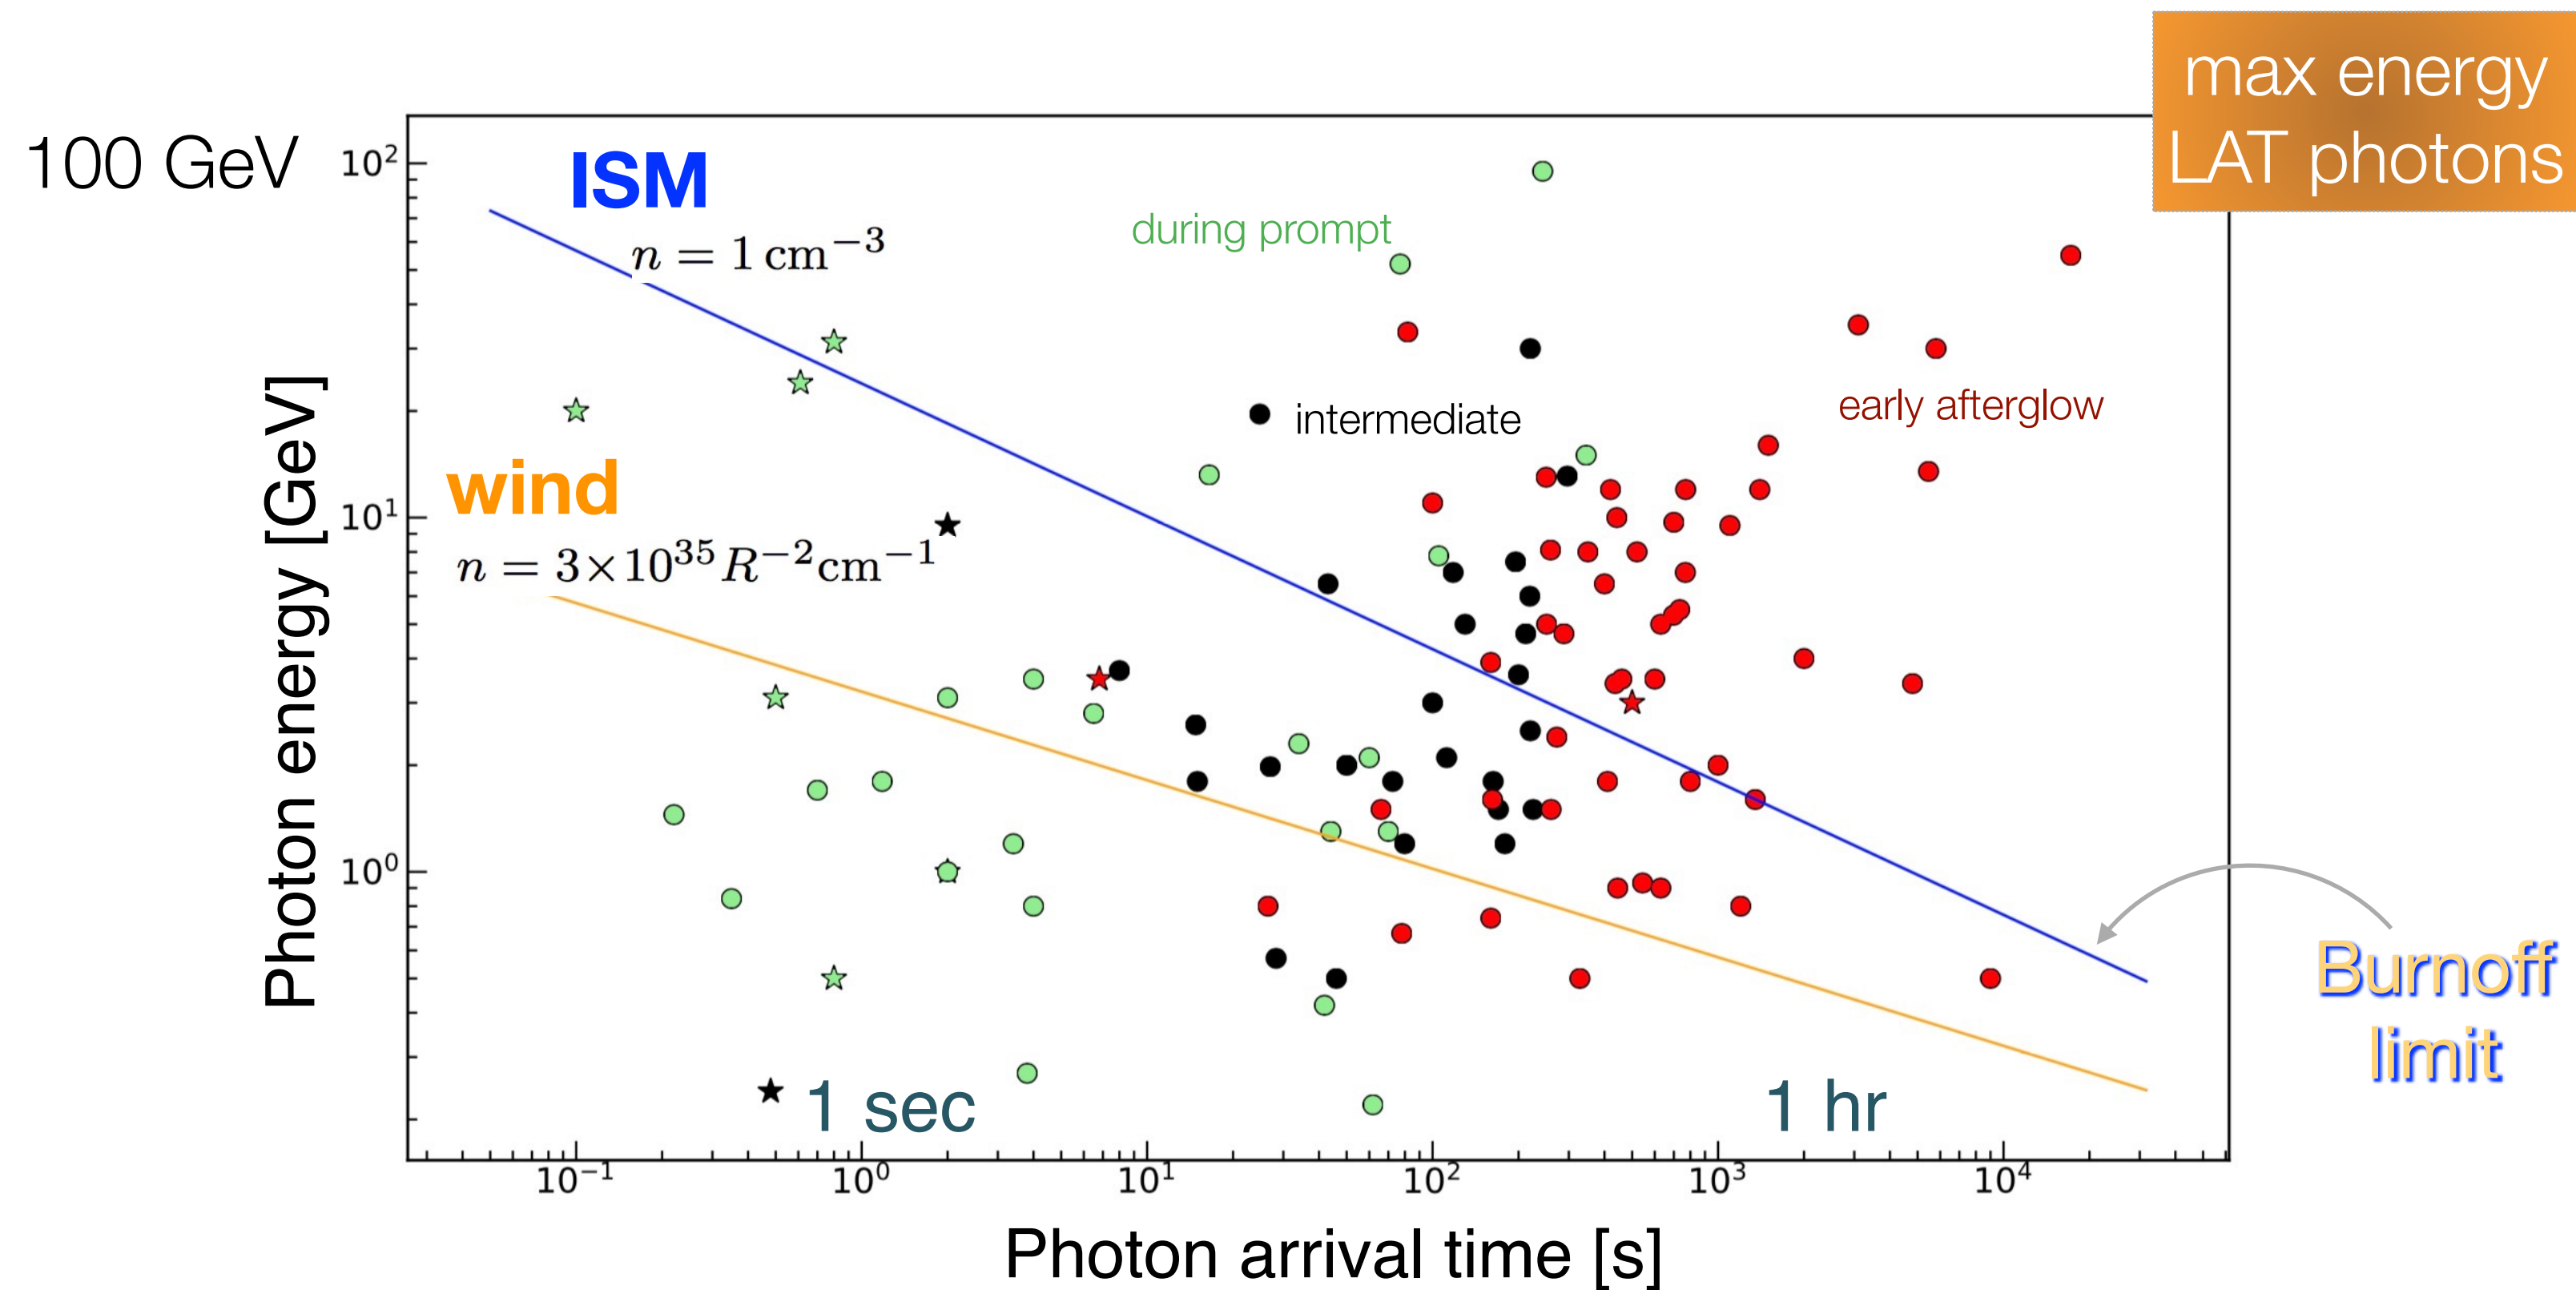 max energy
LAT photons
100 GeV
10²
ISM
n = 1 cm⁻³
during prompt
intermediate
early afterglow
wind
10¹
n = 3×10³⁵ R⁻² cm⁻¹
Photon energy [GeV]
10⁰
Burnoff
limit
1 sec
1 hr
10⁻¹ 10⁰ 10¹ 10² 10³ 10⁴
Photon arrival time [s]